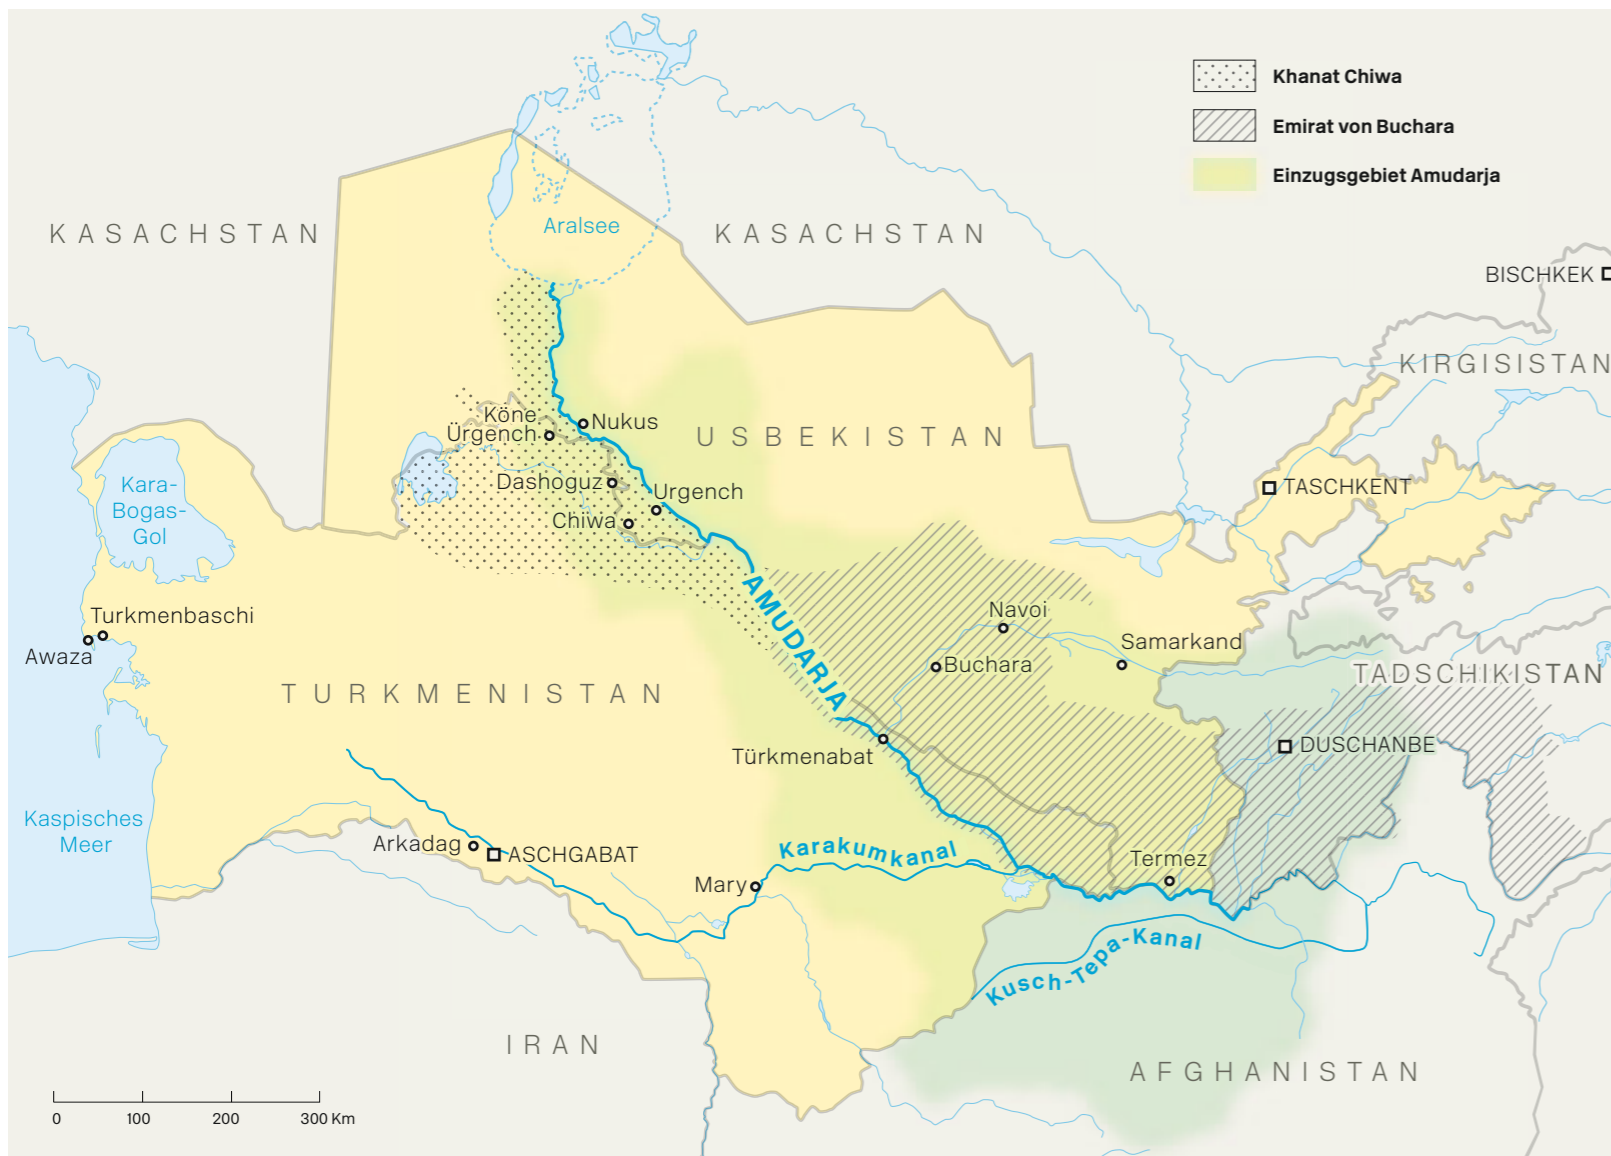 Khanat Chiwa
Emirat von Buchara
Einzugsgebiet Amudarja
KASACHSTAN
Aralsee
KASACHSTAN
BISCHKEK
KIRGISISTAN
Köne
Ürgench
Nukus
USBEKISTAN
Kara-
Bogas-
Gol
Dashoguz
Urgench
Chiwa
TASCHKENT
AMUDARJA
Turkmenbaschi
Awaza
Navoi
Buchara
Samarkand
TADSCHIKISTAN
TURKMENISTAN
Türkmenabat
DUSCHANBE
Kaspisches
Meer
Arkadag
ASCHGABAT
Karakumkanal
Mary
Termez
Kusch-Tepa-Kanal
IRAN
AFGHANISTAN
0 100 200 300 Km